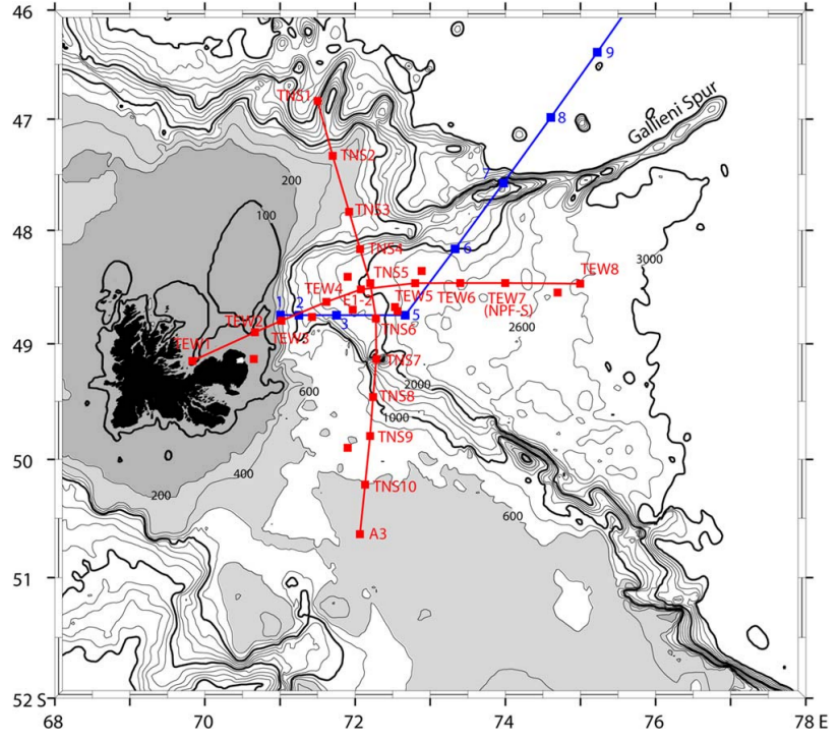 46
47
48
49
50
51
52 S
68
70
72
74
76
78 E
9
8
Gallieni Spur
7
6
TNS1
TNS2
200
TNS3
100
TNS4
3000
TEW8
TNS5
TEW4
E1-2
TEW5
TEW6
TEW7
(NPF-S)
1
2
3
5
TEW2
TEW3
TNS6
2600
TEW1
TNS7
2000
600
TNS8
1000
TNS9
400
200
TNS10
600
A3